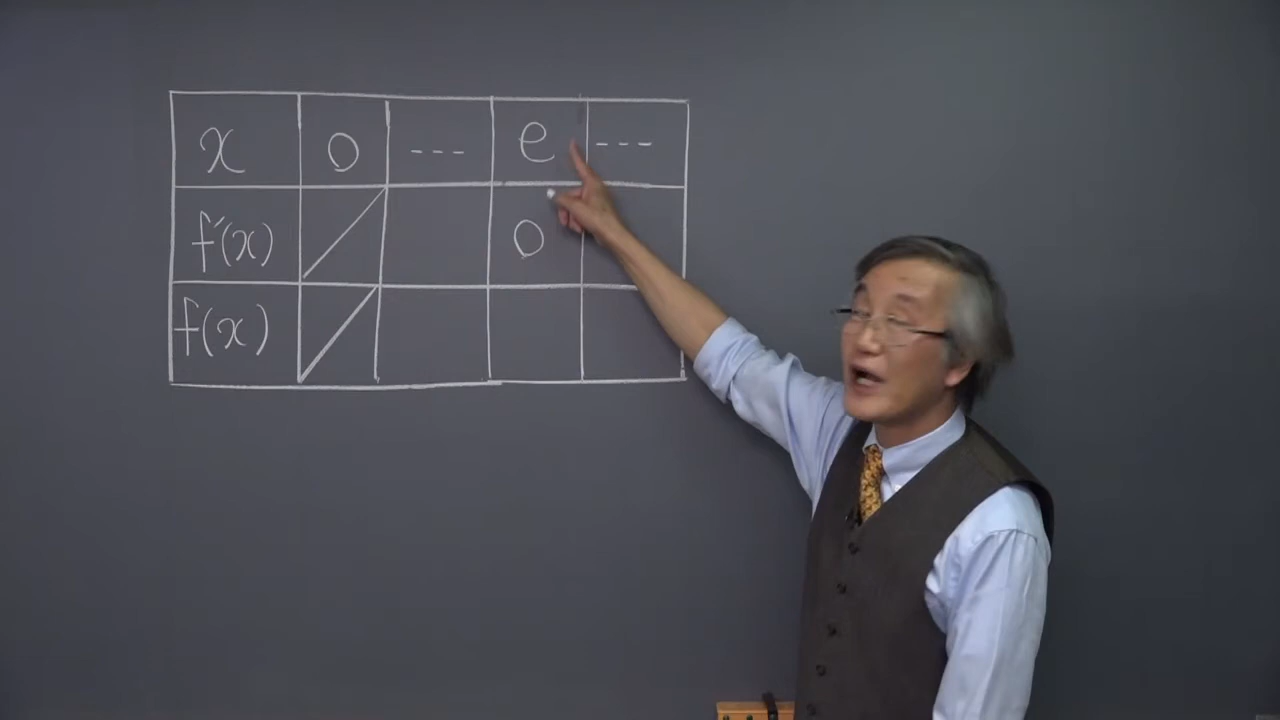 x 0 --- e ---
f'(x) 0
f(x)